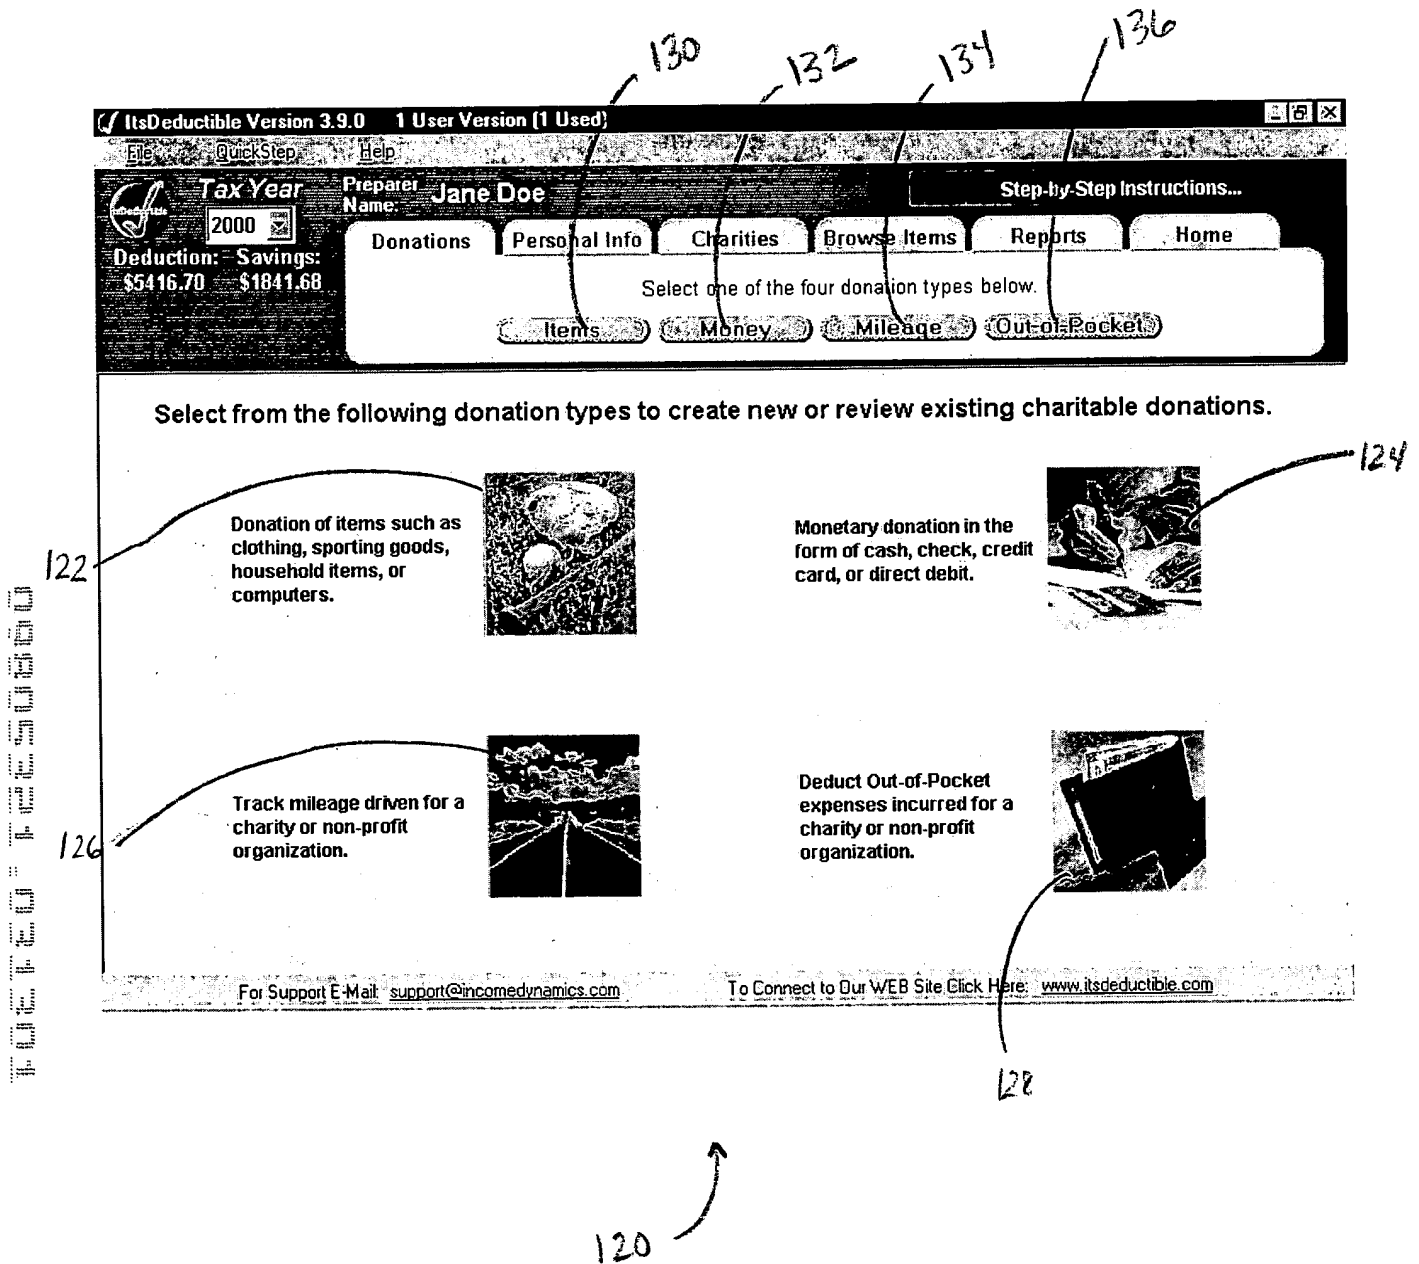 130
132
134
136
ItsDeductible Version 3.9.0 1 User Version (1 Used)
File QuickStep Help
Tax Year
2000
Preparer Name: Jane Doe
Step-by-Step Instructions...
Deduction: Savings:
$5416.70 $1841.68
Donations Personal Info Charities Browse Items Reports Home
Select one of the four donation types below.
Items Money Mileage Out-of-Pocket
Select from the following donation types to create new or review existing charitable donations.
122
Donation of items such as
clothing, sporting goods,
household items, or
computers.
124
Monetary donation in the
form of cash, check, credit
card, or direct debit.
126
Track mileage driven for a
charity or non-profit
organization.
Deduct Out-of-Pocket
expenses incurred for a
charity or non-profit
organization.
128
For Support E-Mail: support@incomedynamics.com
To Connect to Our WEB Site Click Here: www.itsdeductible.com
120